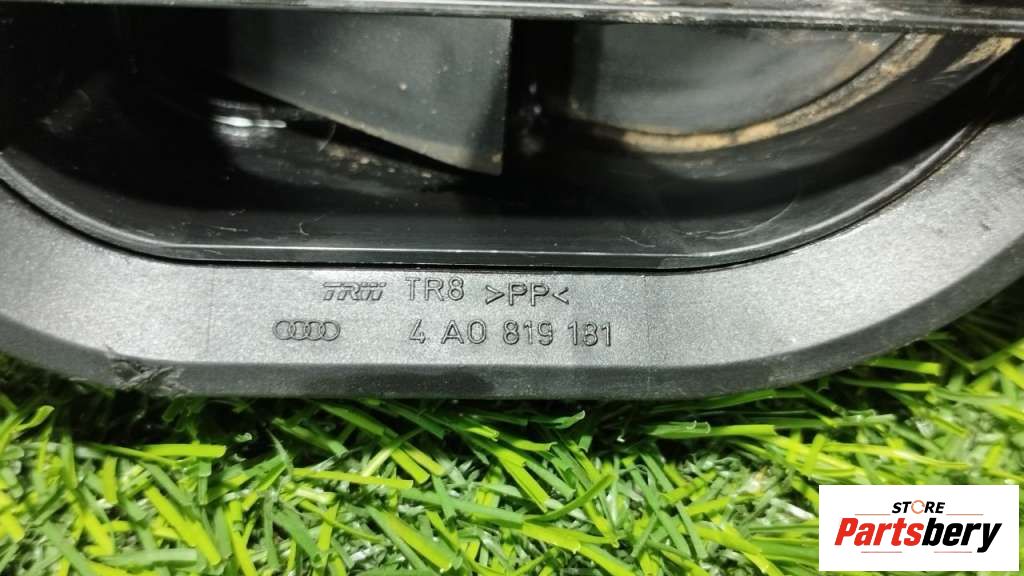 TRW TR8 >PP<
4 A0 819 181
STORE
Partsbery